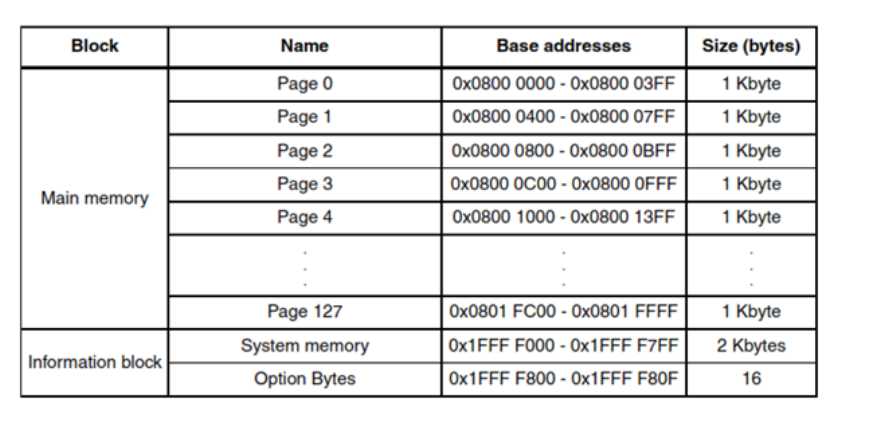 Block Name Base addresses Size (bytes)
Page 0 0x0800 0000 - 0x0800 03FF 1 Kbyte
Page 1 0x0800 0400 - 0x0800 07FF 1 Kbyte
Page 2 0x0800 0800 - 0x0800 0BFF 1 Kbyte
Page 3 0x0800 0C00 - 0x0800 0FFF 1 Kbyte
Main memory
Page 4 0x0800 1000 - 0x0800 13FF 1 Kbyte
. . .
. . .
. . .
Page 127 0x0801 FC00 - 0x0801 FFFF 1 Kbyte
System memory 0x1FFF F000 - 0x1FFF F7FF 2 Kbytes
Information block
Option Bytes 0x1FFF F800 - 0x1FFF F80F 16